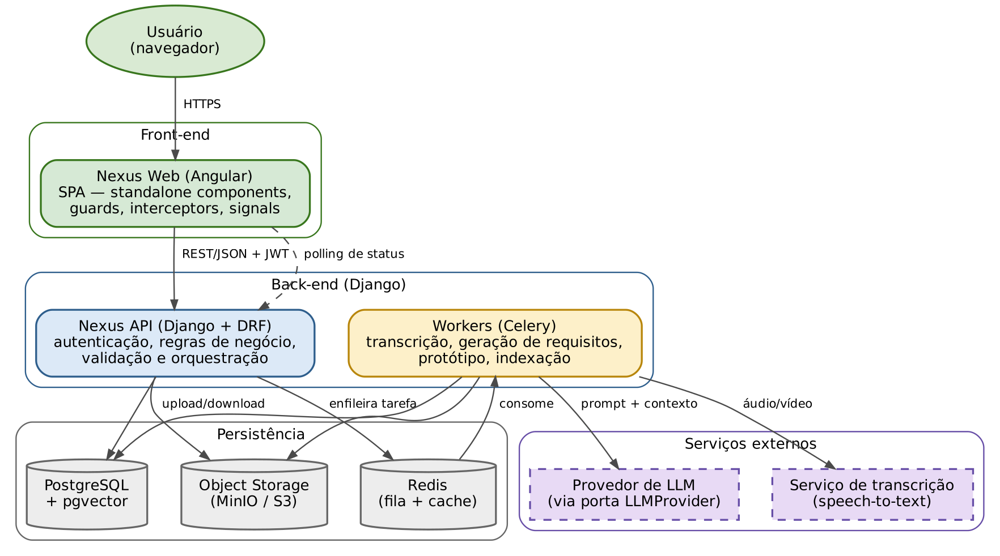 Usuário
(navegador)
HTTPS
Front-end
Nexus Web (Angular)
SPA — standalone components,
guards, interceptors, signals
REST/JSON + JWT
polling de status
Back-end (Django)
Nexus API (Django + DRF)
autenticação, regras de negócio,
validação e orquestração
Workers (Celery)
transcrição, geração de requisitos,
protótipo, indexação
upload/download
enfileira tarefa
consome
prompt + contexto
áudio/vídeo
Persistência
PostgreSQL
+ pgvector
Object Storage
(MinIO / S3)
Redis
(fila + cache)
Serviços externos
Provedor de LLM
(via porta LLMProvider)
Serviço de transcrição
(speech-to-text)